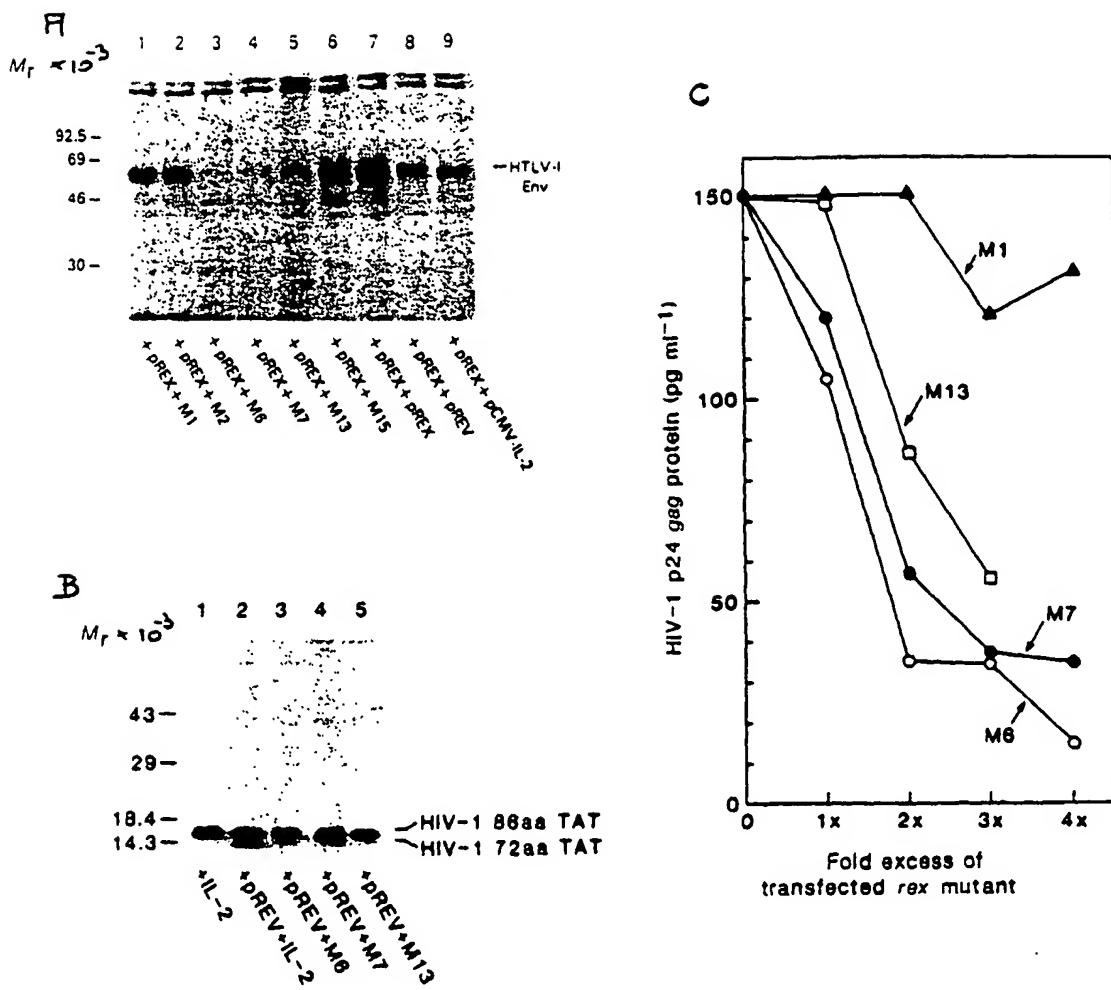 A
1 2 3 4 5 6 7 8 9
Mr × 10-3
92.5 –
69 –
46 –
30 –
–HTLV-I
Env
+ pREX + M1
+ pREX + M2
+ pREX + M6
+ pREX + M7
+ pREX + M13
+ pREX + M15
+ pREX + pREX
+ pREX + pREV
+ pREX + pCMV-IL-2
B
1 2 3 4 5
Mr × 10-3
43 –
29 –
18.4 –
14.3 –
HIV-1 86aa TAT
HIV-1 72aa TAT
+IL-2
+pREV+IL-2
+pREV+M6
+pREV+M7
+pREV+M13
C
HIV-1 p24 gag protein (pg ml−1)
150
100
50
0
M1
M13
M7
M6
0 1x 2x 3x 4x
Fold excess of
transfected rex mutant